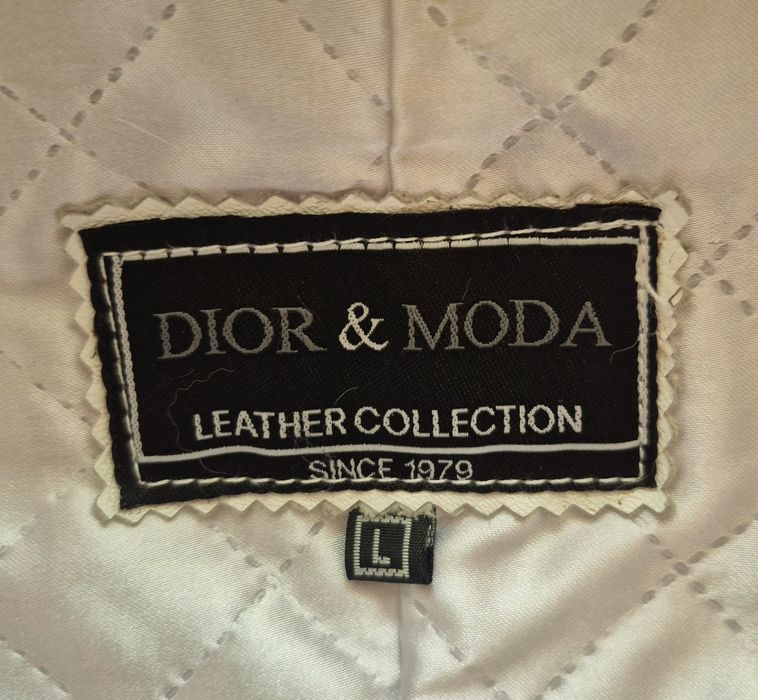 DIOR & MODA
LEATHER COLLECTION
SINCE 1979
L